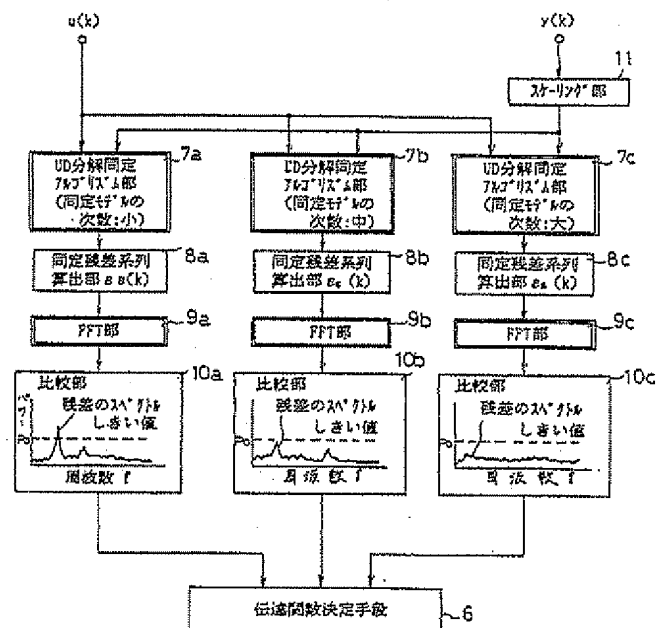 u(k)
y(k)
11
スケーリング部
7a
UD分解同定
アルゴリズム部
(同定モデルの
次数:小)
7b
UD分解同定
アルゴリズム部
(同定モデルの
次数:中)
7c
UD分解同定
アルゴリズム部
(同定モデルの
次数:大)
8a
同定残差系列
算出部 (k)
8b
同定残差系列
算出部 (k)
8c
同定残差系列
算出部 (k)
9a
FFT部
9b
FFT部
9c
FFT部
10a
比較部
残差のスペクトル
しきい値
パワー
P0
周波数 f
10b
比較部
残差のスペクトル
しきい値
P0
周波数 f
10c
比較部
残差のスペクトル
しきい値
P0
周波数 f
伝達関数決定手段
6